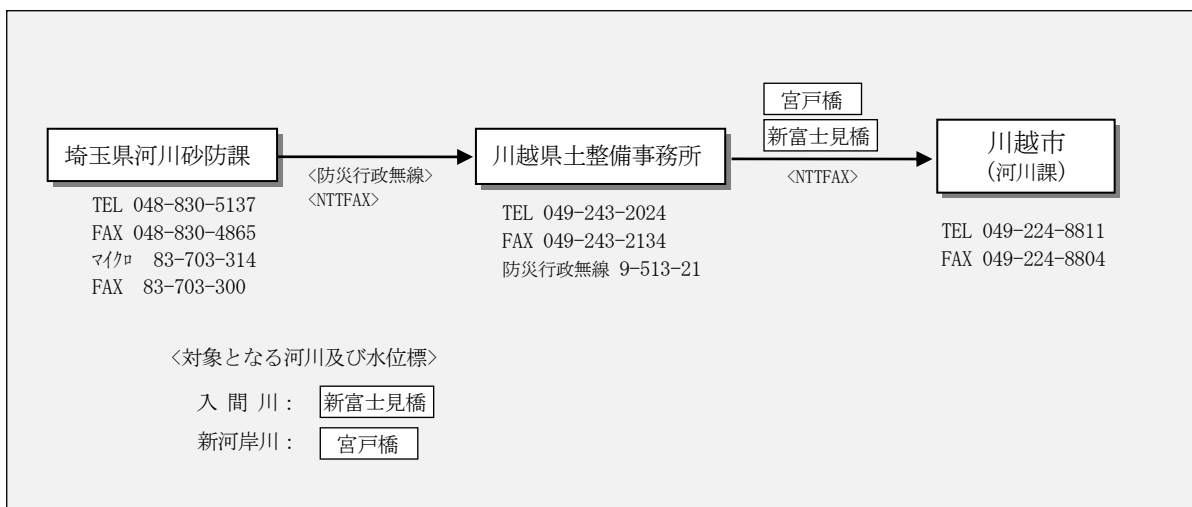 宮戸橋
新富士見橋
埼玉県河川砂防課
<防災行政無線>
<NTTFAX>
川越県土整備事務所
<NTTFAX>
川越市
(河川課)
TEL 048-830-5137
FAX 048-830-4865
マイクロ 83-703-314
FAX 83-703-300
TEL 049-243-2024
FAX 049-243-2134
防災行政無線 9-513-21
TEL 049-224-8811
FAX 049-224-8804
<対象となる河川及び水位標>
入 間 川: 新富士見橋
新河岸川: 宮戸橋